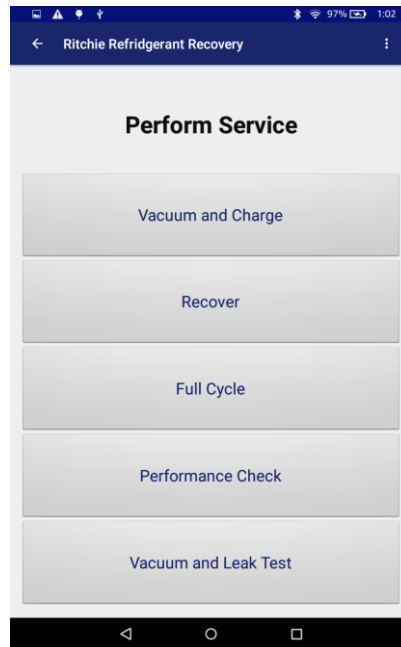 97% 1:02
Ritchie Refridgerant Recovery
Perform Service
Vacuum and Charge
Recover
Full Cycle
Performance Check
Vacuum and Leak Test